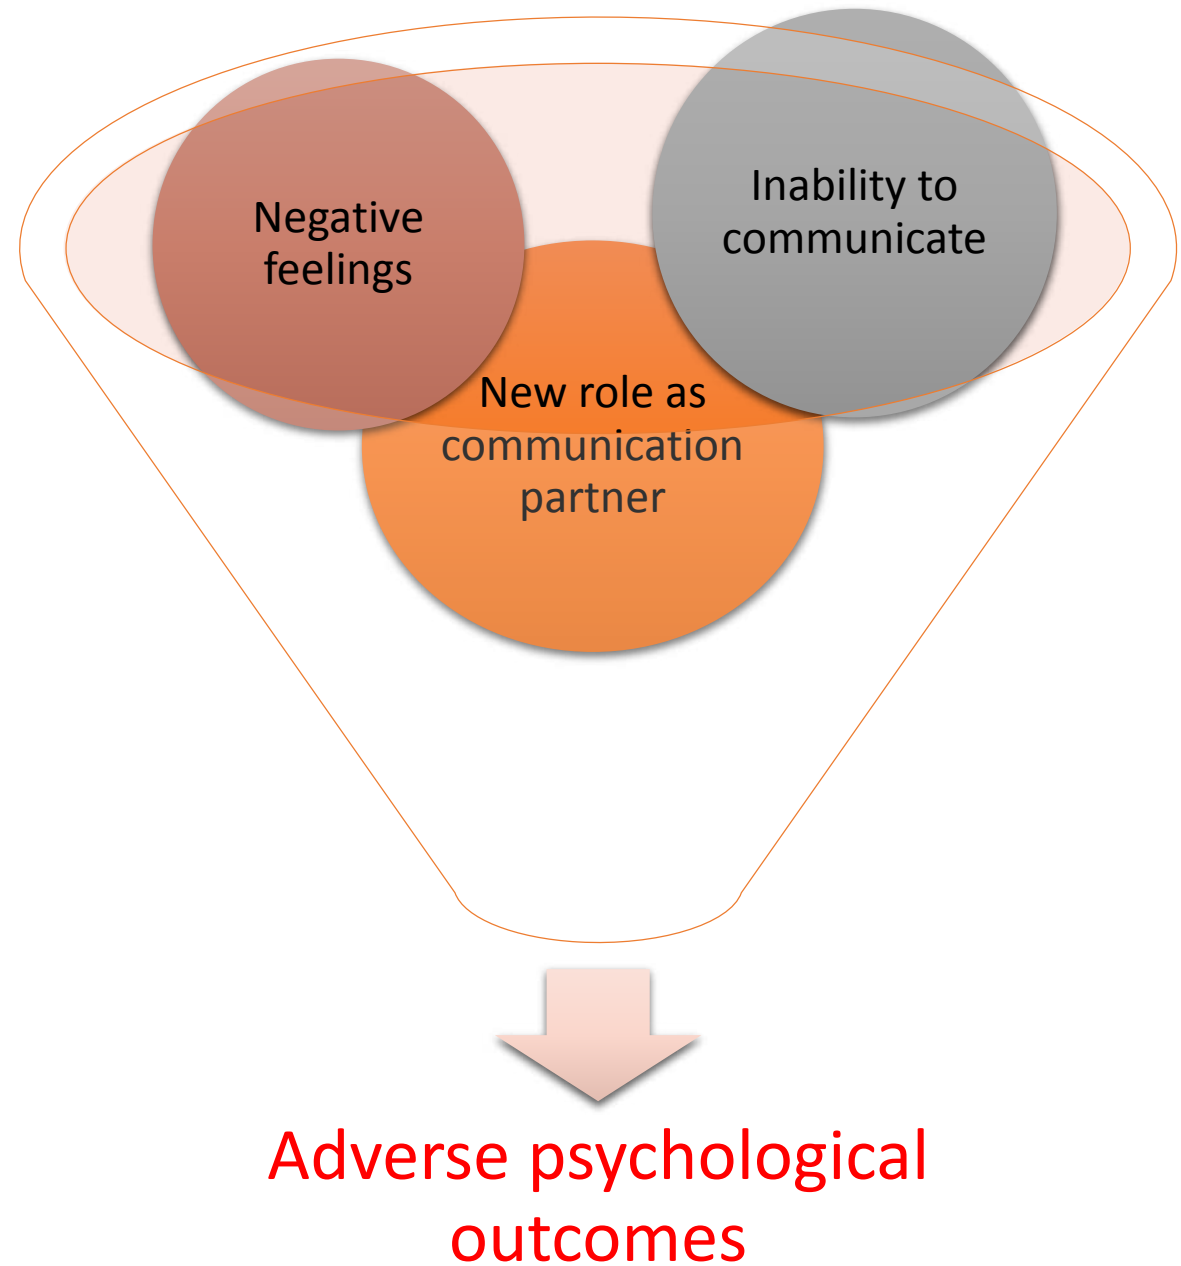 Negative
feelings
Inability to
communicate
New role as
communication
partner
Adverse psychological
outcomes